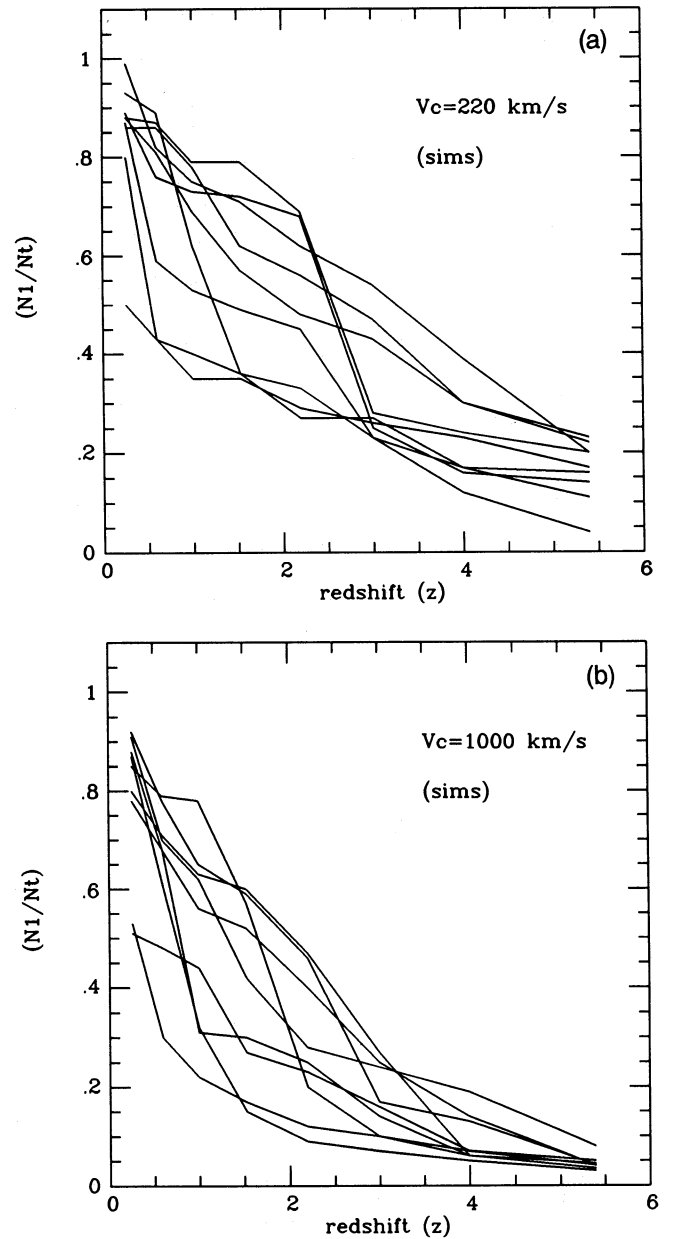 (a)
1
Vc=220 km/s
.8
(sims)
.6
(N1/Nt)
.4
.2
0
0 2 4 6
redshift (z)
(b)
1
Vc=1000 km/s
.8
(sims)
.6
(N1/Nt)
.4
.2
0
0 2 4 6
redshift (z)